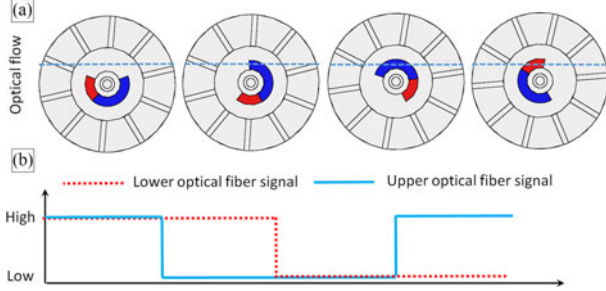 (a)
Optical flow
(b)
Lower optical fiber signal
Upper optical fiber signal
High
Low